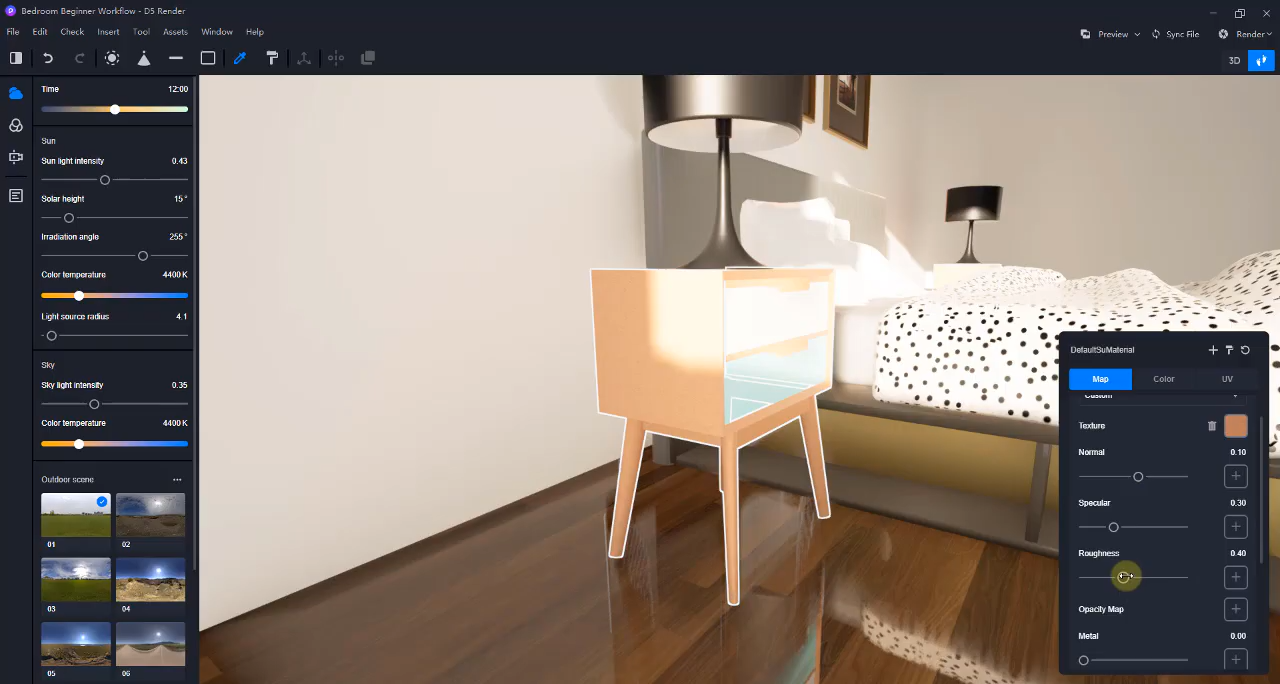 Bedroom Beginner Workflow - D5 Render
File Edit Check Insert Tool Assets Window Help
Preview Sync File Render
3D
Time 12:00
Sun
Sun light intensity 0.43
Solar height 15°
Irradiation angle 255°
Color temperature 4400 K
Light source radius 4.1
Sky
Sky light intensity 0.35
Color temperature 4400 K
Outdoor scene ...
01 02
03 04
05 06
DefaultSuMaterial
Map Color UV
Custom
Texture
Normal 0.10
Specular 0.30
Roughness 0.40
Opacity Map
Metal 0.00